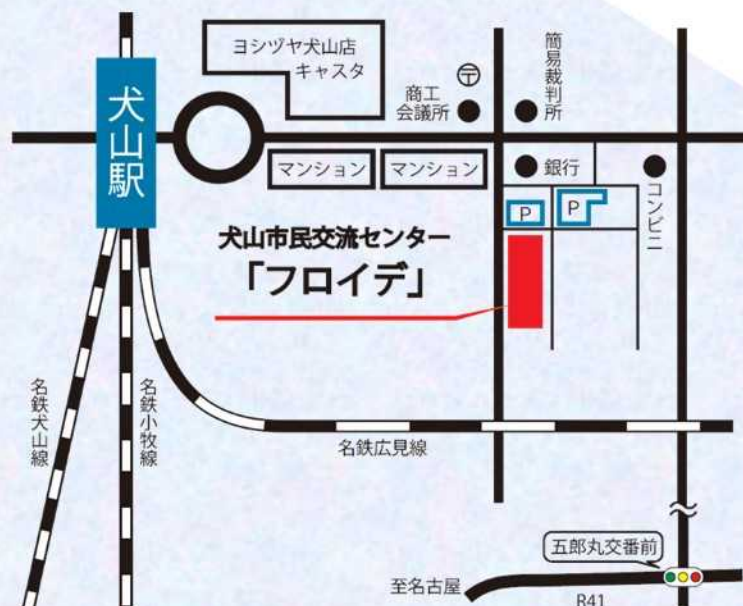 ヨシヅヤ犬山店
キャスタ
犬山駅
〒
商工
会議所
簡易裁判所
マンション
マンション
銀行
コンビニ
P
P
犬山市民交流センター
「フロイデ」
名鉄犬山線
名鉄小牧線
名鉄広見線
五郎丸交番前
至名古屋
R41